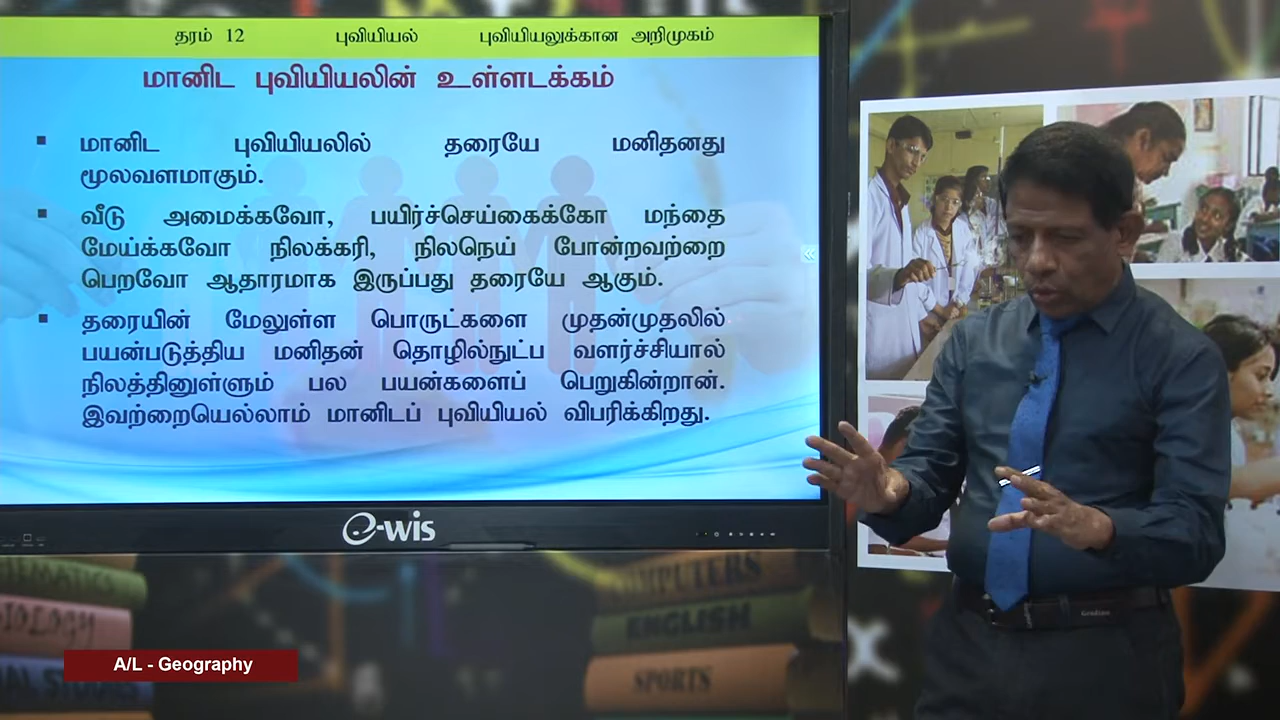 தரம் 12 புவியியல் புவியியலுக்கான அறிமுகம்
மானிட புவியியலின் உள்ளடக்கம்
மானிட புவியியலில் தரையே மனிதனது
மூலவளமாகும்.
வீடு அமைக்கவோ, பயிர்ச்செய்கைக்கோ மந்தை
மேய்க்கவோ நிலக்கரி, நிலநெய் போன்றவற்றை
பெறவோ ஆதாரமாக இருப்பது தரையே ஆகும்.
தரையின் மேலுள்ள பொருட்களை முதன்முதலில்
பயன்படுத்திய மனிதன் தொழில்நுட்ப வளர்ச்சியால்
நிலத்தினுள்ளும் பல பயன்களைப் பெறுகின்றான்.
இவற்றையெல்லாம் மானிடப் புவியியல் விபரிக்கிறது.
e-wis
COMPUTERS
ENGLISH
SPORTS
A/L - Geography